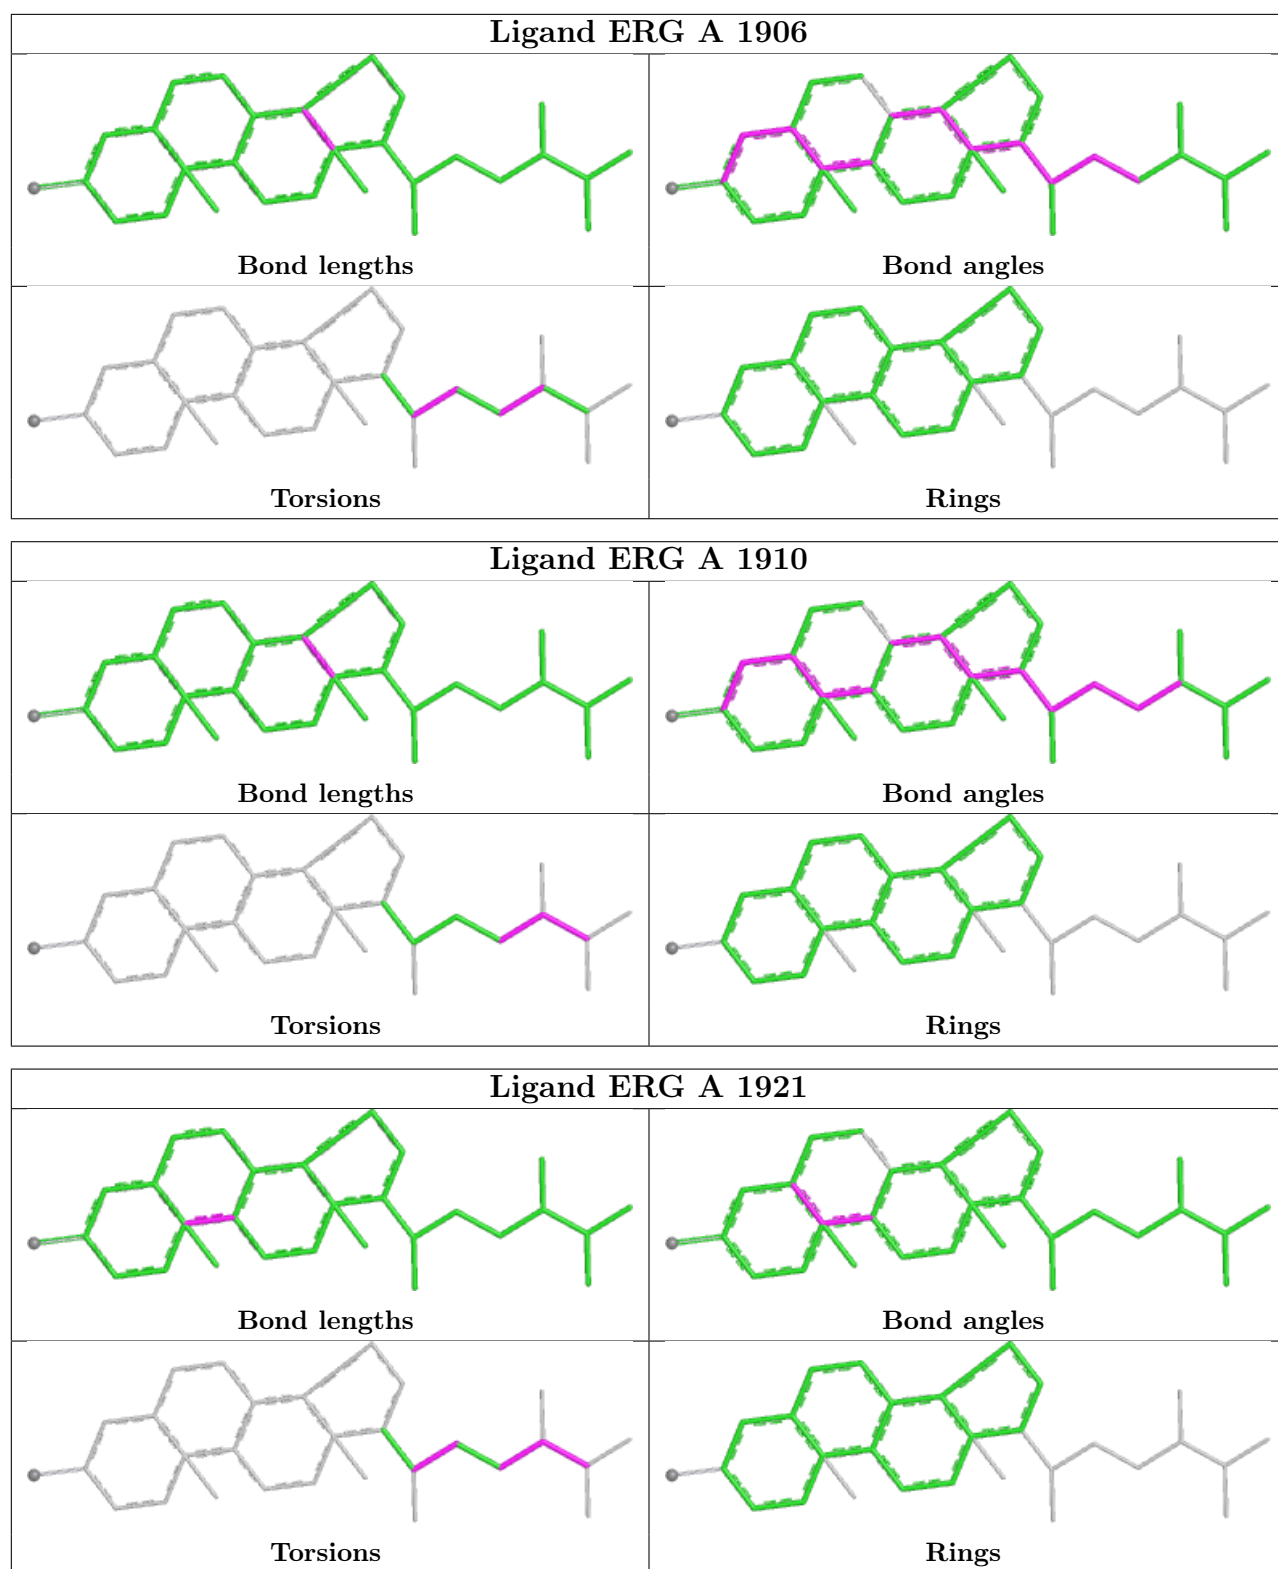 Ligand ERG A 1906
Bond lengths
Bond angles
Torsions
Rings
Ligand ERG A 1910
Bond lengths
Bond angles
Torsions
Rings
Ligand ERG A 1921
Bond lengths
Bond angles
Torsions
Rings